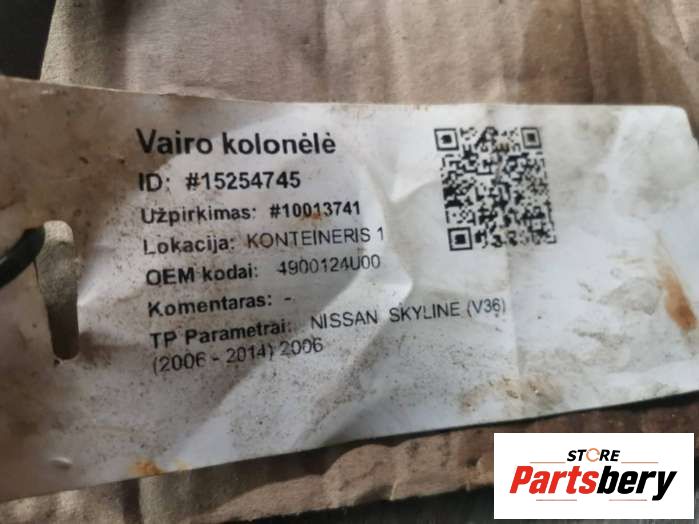 Vairo kolonėlė
ID: #15254745
Užpirkimas: #10013741
Lokacija: KONTEINERIS 1
OEM kodai: 4900124U00
Komentaras: -
TP Parametrai: NISSAN SKYLINE (V36)
(2006 - 2014) 2006
STORE
Partsbery